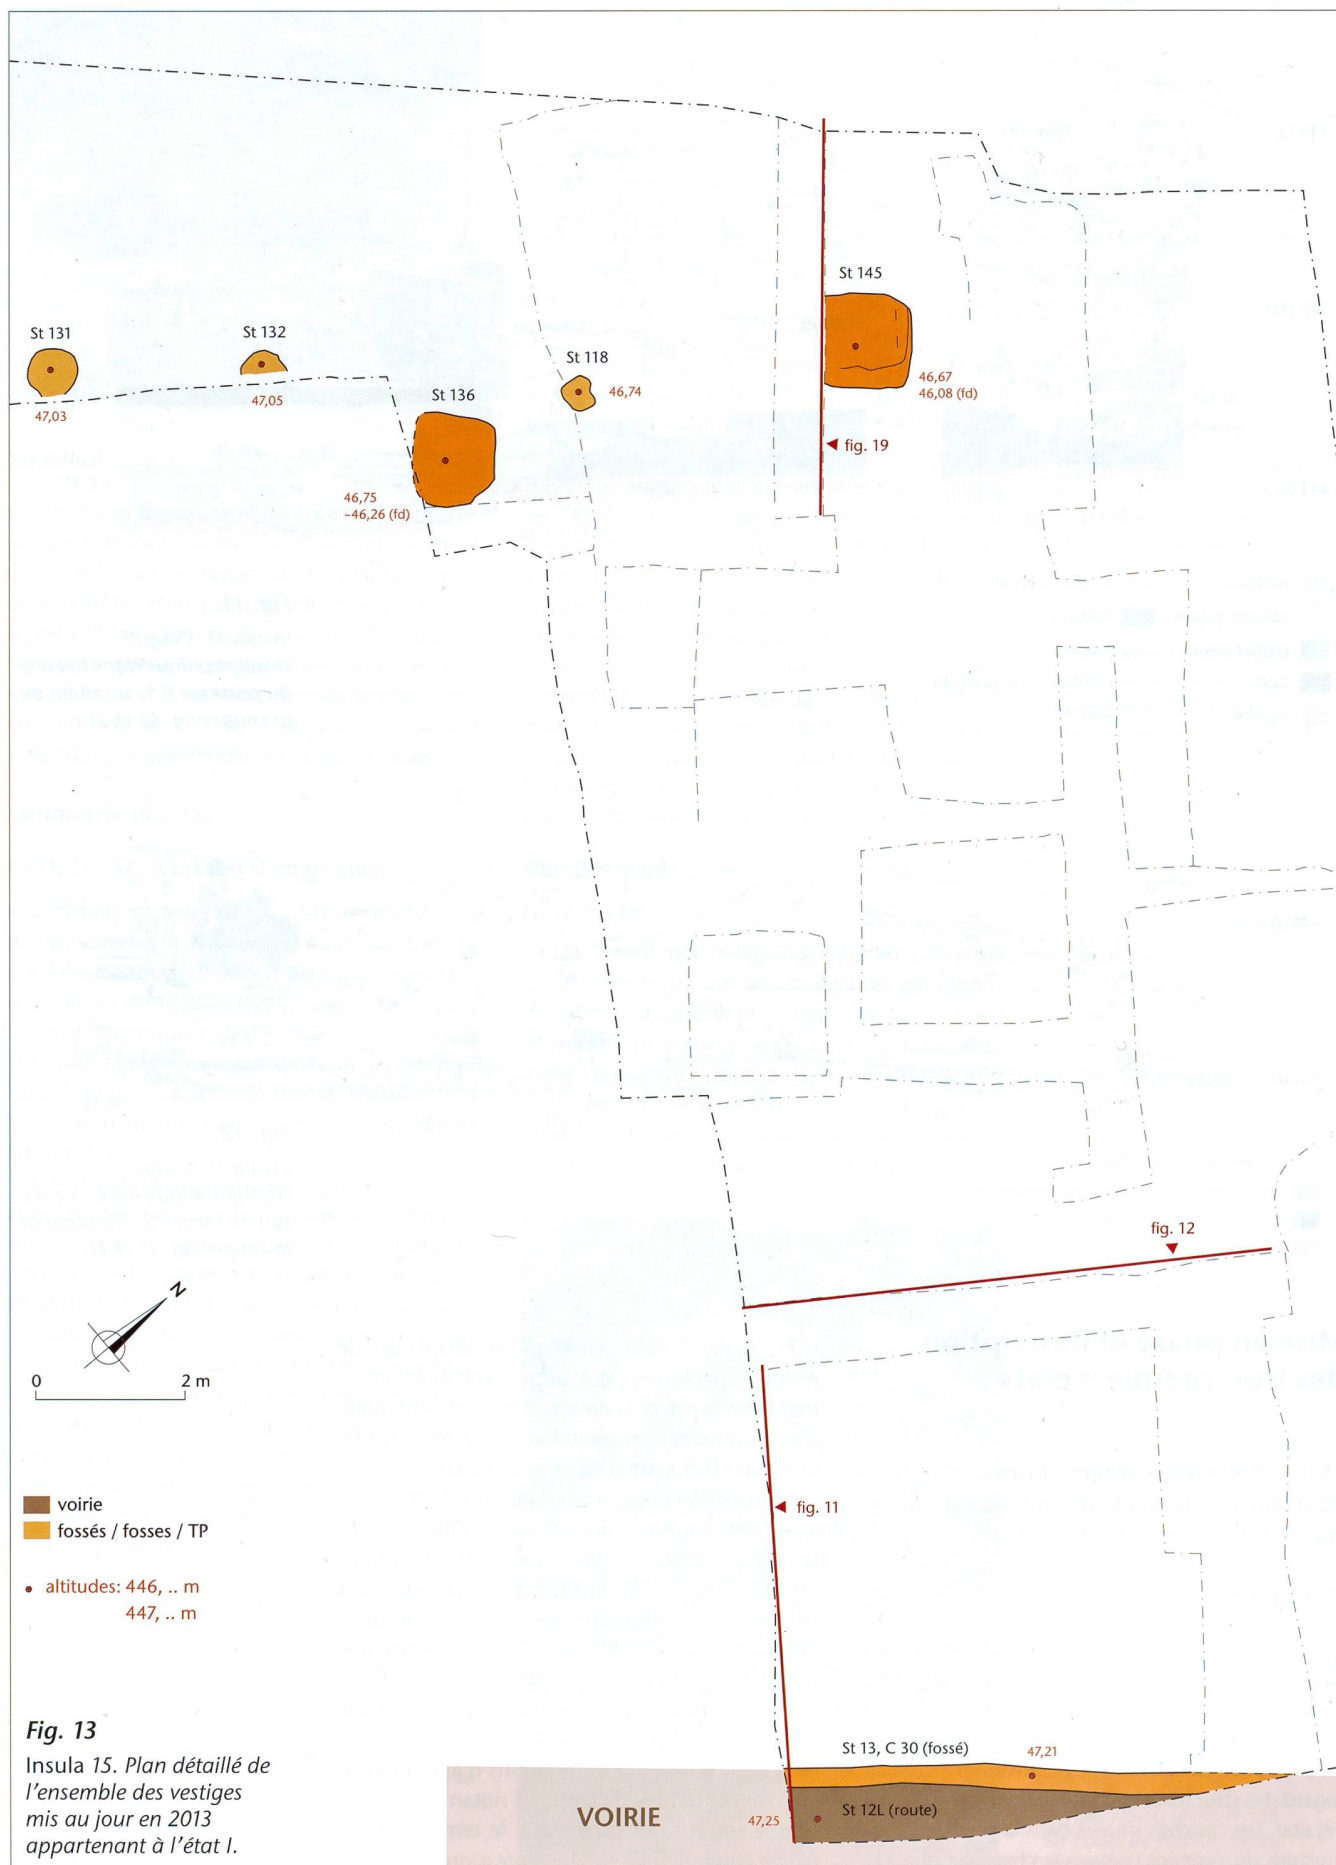 St 145
St 131
St 132
St 118
St 136
46,74
46,67
46,08 (fd)
47,03
47,05
fig. 19
46,75
46,26 (fd)
fig. 12
N
0 2 m
voirie
fossés / fosses / TP
fig. 11
altitudes: 446, .. m
447, .. m
Fig. 13
Insula 15. Plan détaillé de
l'ensemble des vestiges
mis au jour en 2013
appartenant à l'état I.
St 13, C 30 (fossé)
47,21
VOIRIE
47,25
St 12L (route)